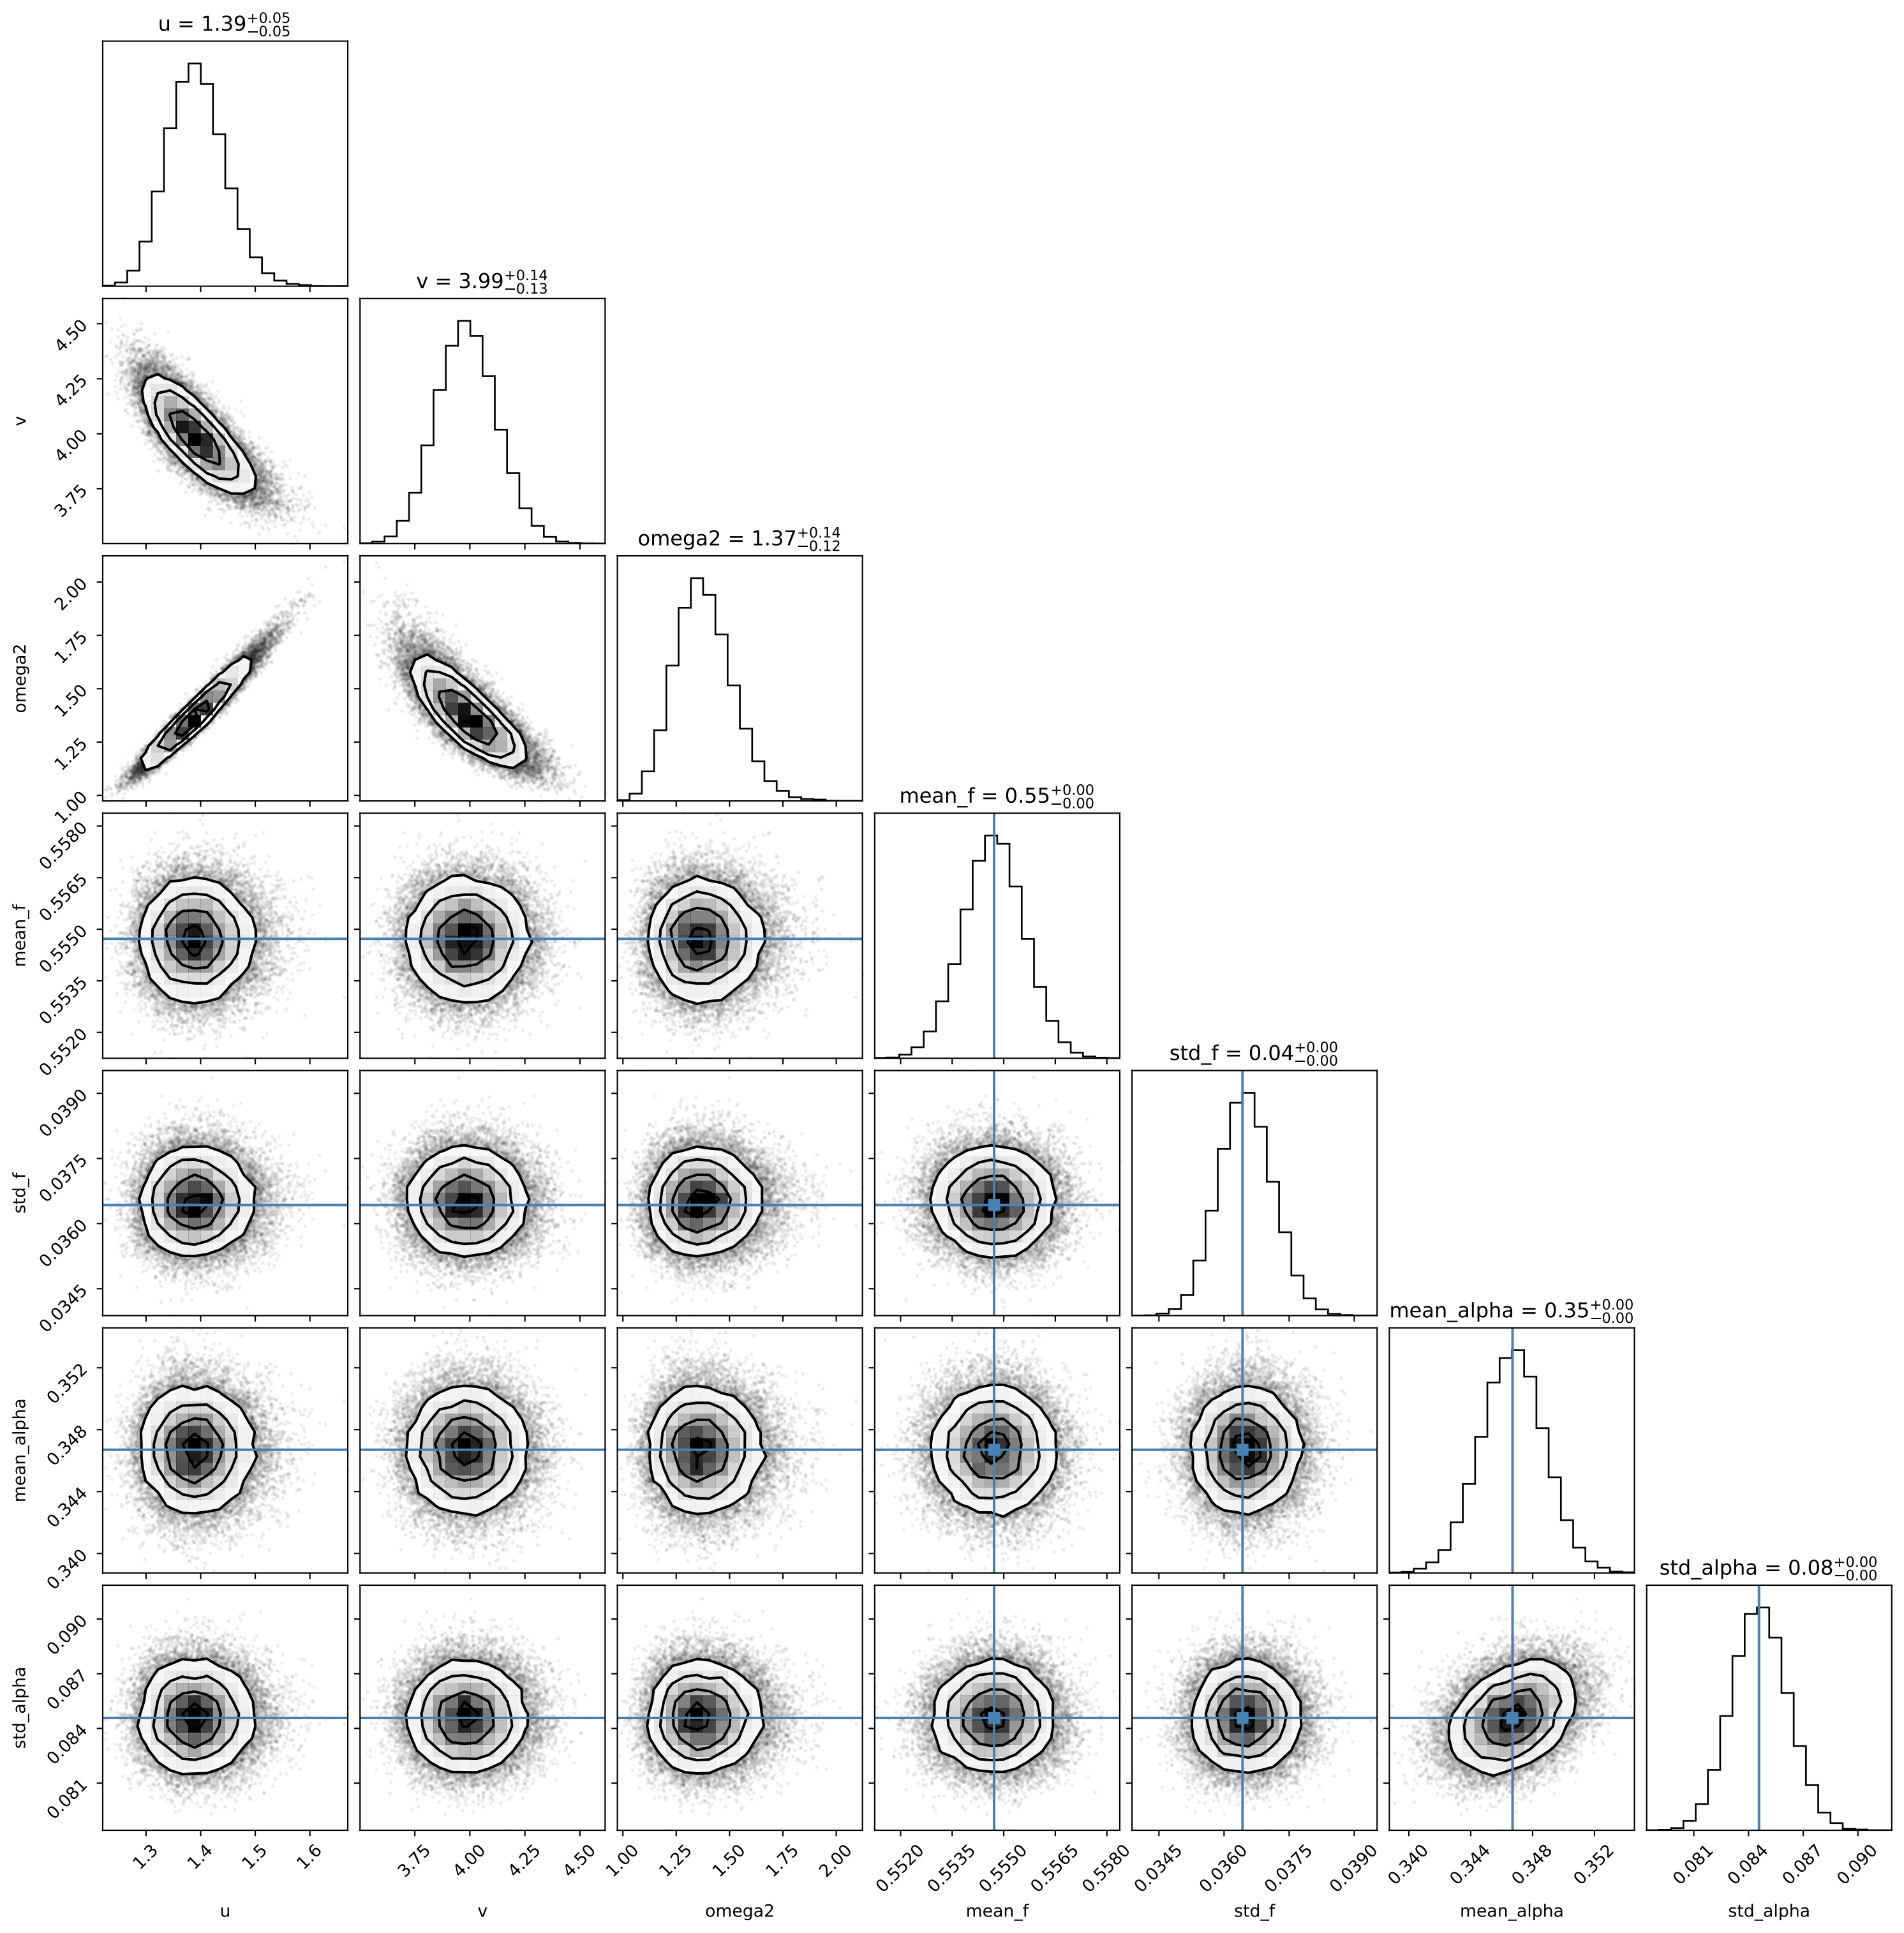 u = 1.39+0.05−0.05
v = 3.99+0.14−0.13
4.50
4.25
4.00
3.75
v
omega2 = 1.37+0.14−0.12
2.00
1.75
1.50
1.25
1.00
omega2
mean_f = 0.55+0.00−0.00
0.5580
0.5565
0.5550
0.5535
0.5520
mean_f
std_f = 0.04+0.00−0.00
0.0390
0.0375
0.0360
0.0345
std_f
mean_alpha = 0.35+0.00−0.00
0.352
0.348
0.344
0.340
mean_alpha
std_alpha = 0.08+0.00−0.00
0.090
0.087
0.084
0.081
std_alpha
1.3 1.4 1.5 1.6 3.75 4.00 4.25 4.50 1.00 1.25 1.50 1.75 2.00 0.5520 0.5535 0.5550 0.5565 0.5580 0.0345 0.0360 0.0375 0.0390 0.340 0.344 0.348 0.352 0.081 0.084 0.087 0.090
u v omega2 mean_f std_f mean_alpha std_alpha